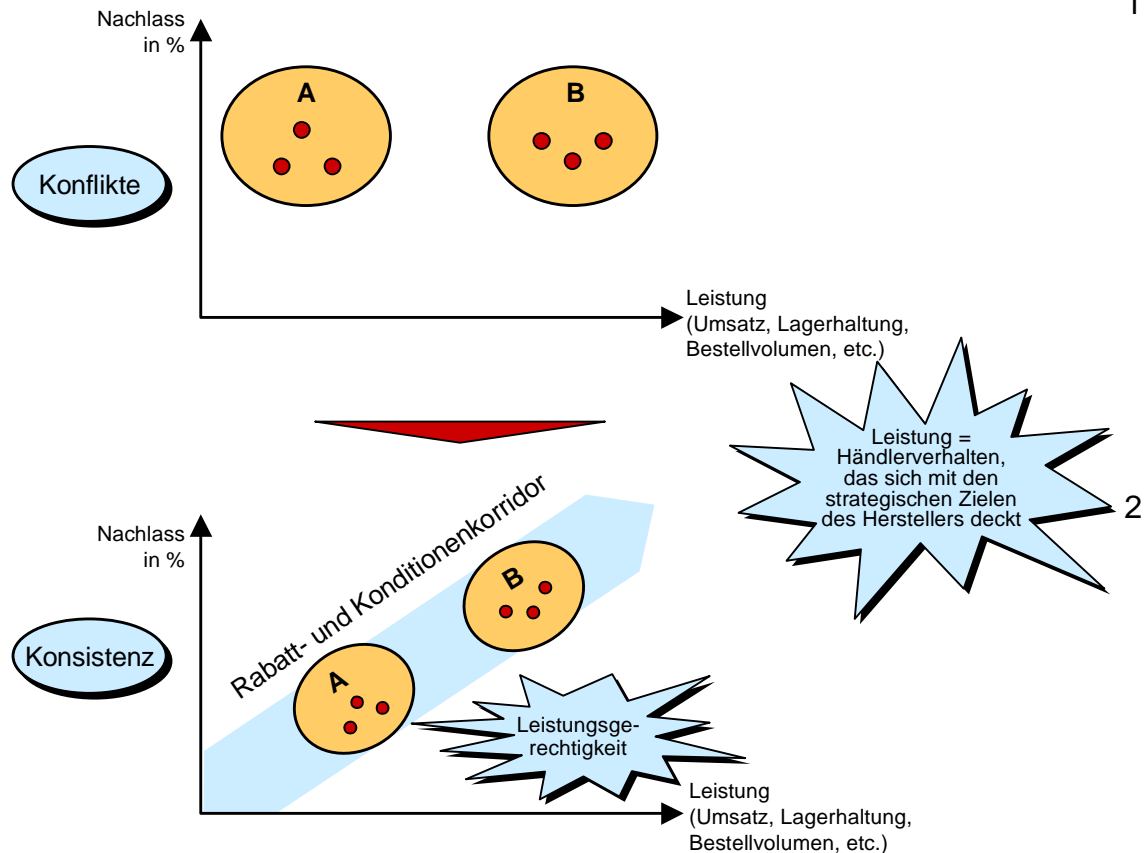 1
Nachlass
in %
A
B
Konflikte
Leistung
(Umsatz, Lagerhaltung,
Bestellvolumen, etc.)
Leistung =
Händlerverhalten,
das sich mit den
strategischen Zielen
des Herstellers deckt
2
Nachlass
in %
Rabatt- und Konditionenkorridor
B
A
Konsistenz
Leistungsge-
rechtigkeit
Leistung
(Umsatz, Lagerhaltung,
Bestellvolumen, etc.)